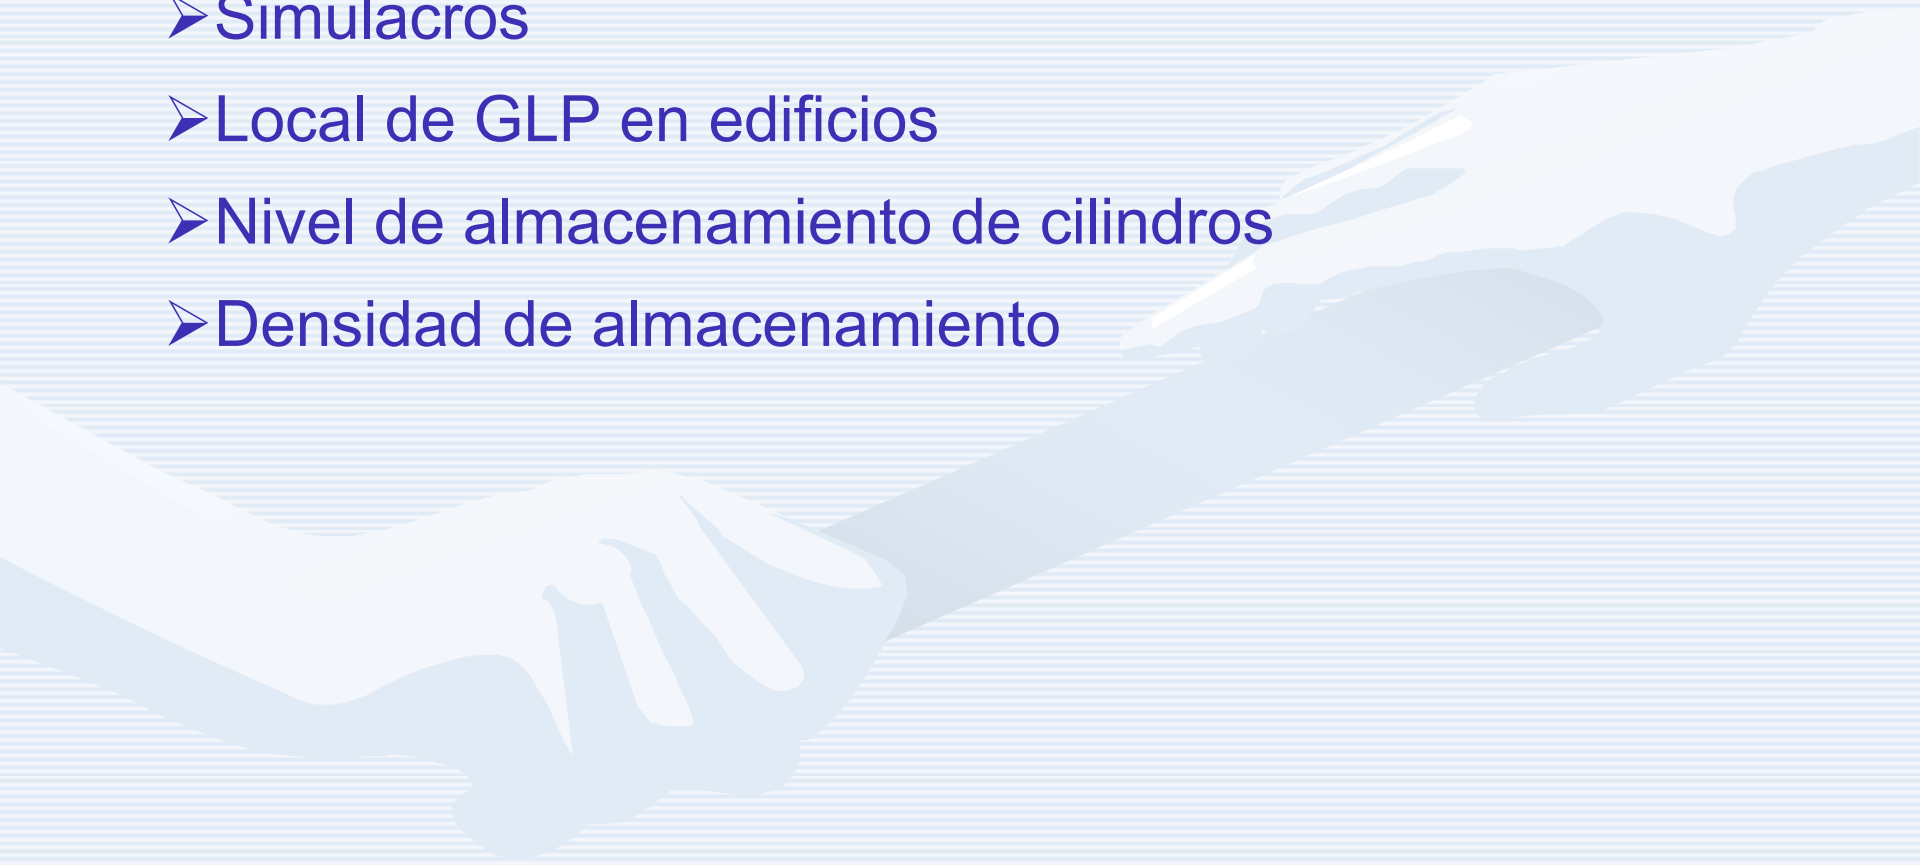 ➢Simulacros
➢Local de GLP en edificios
➢Nivel de almacenamiento de cilindros
➢Densidad de almacenamiento